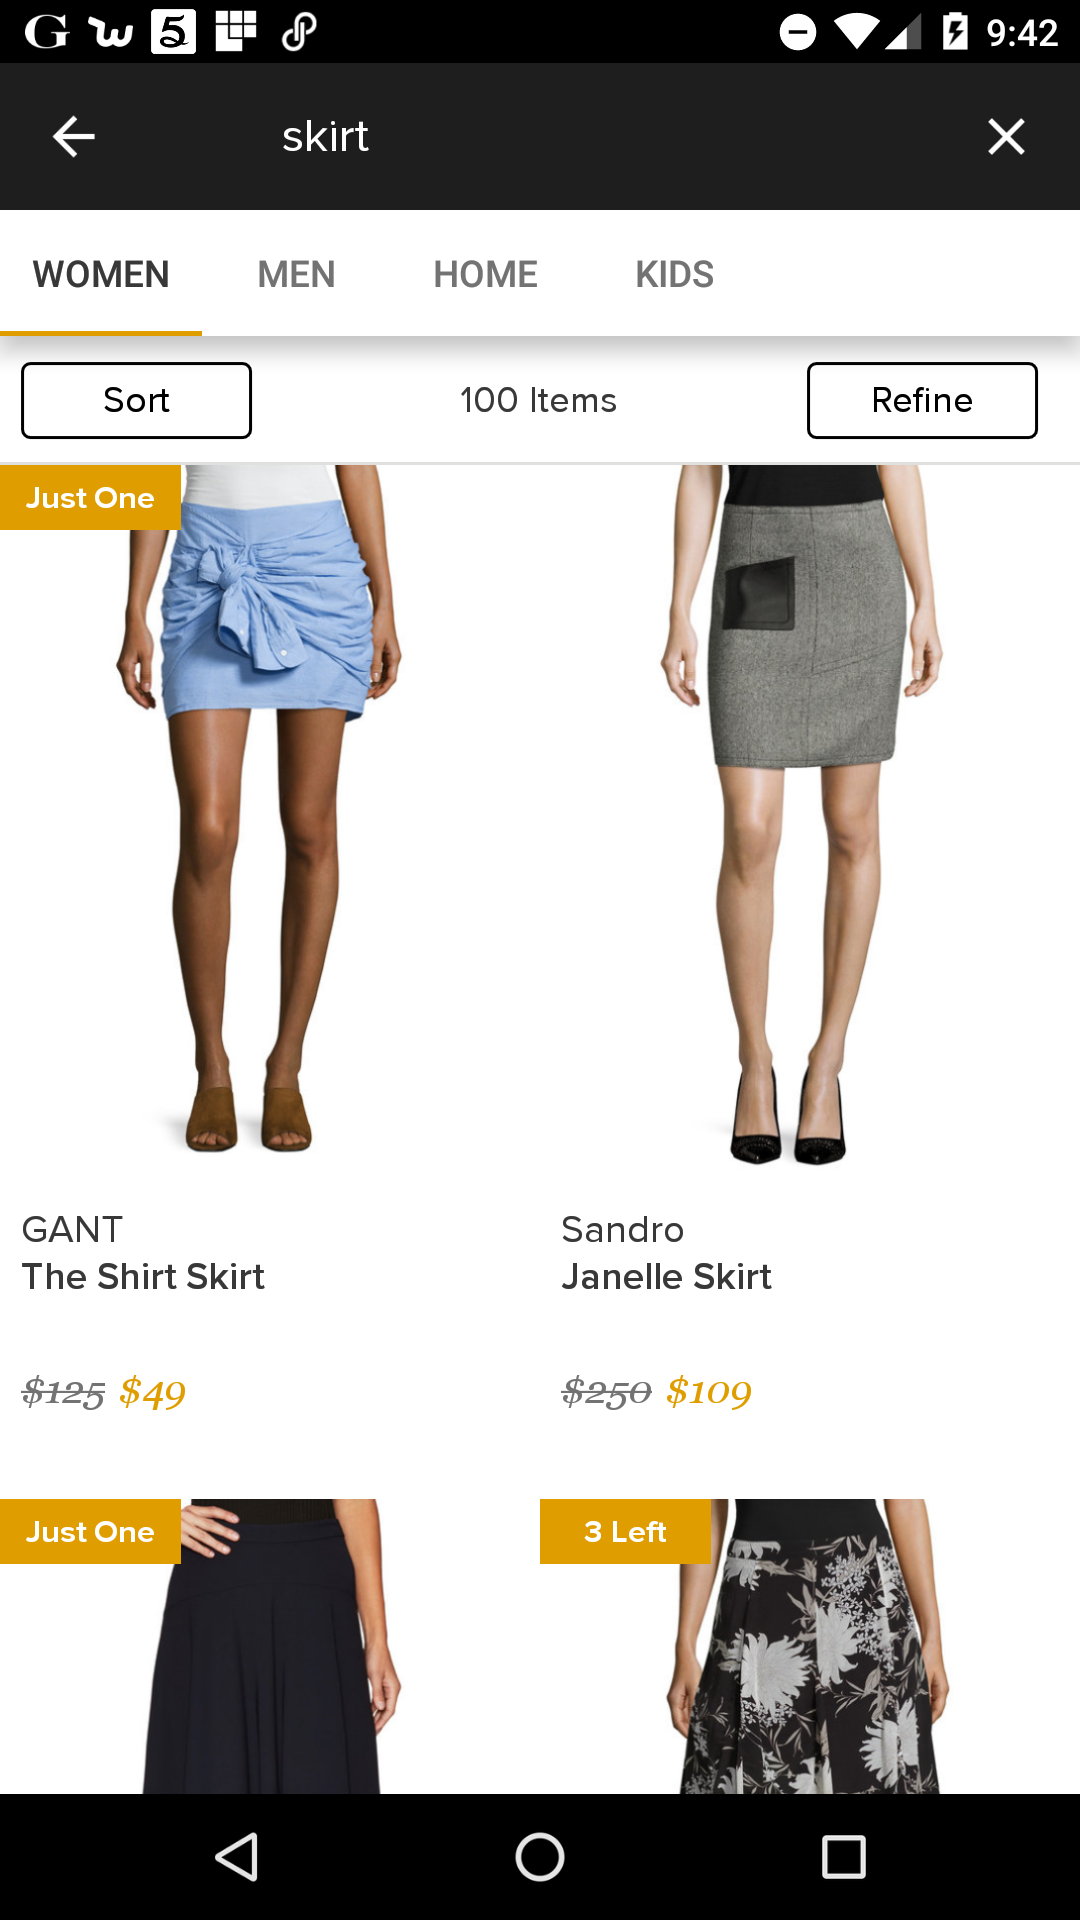 9:42
skirt
WOMEN MEN HOME KIDS
Sort 100 Items Refine
Just One
GANT
The Shirt Skirt
$125 $49
Sandro
Janelle Skirt
$250 $109
Just One
3 Left